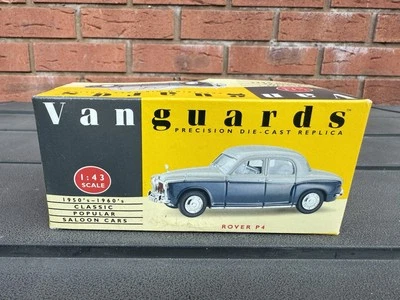 Vanguards
PRECISION DIE-CAST REPLICA
1:43
SCALE
1950's-1960's
CLASSIC
POPULAR
SALOON CARS
ROVER P4